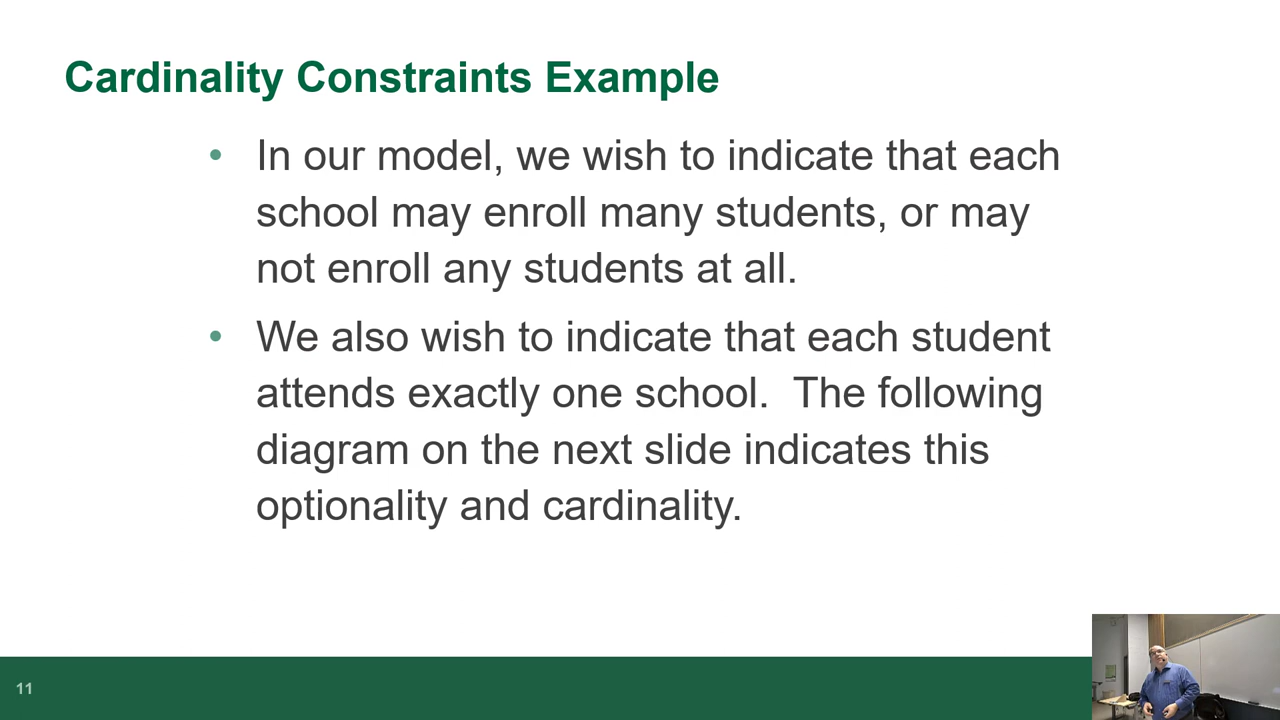 Cardinality Constraints Example
• In our model, we wish to indicate that each
school may enroll many students, or may
not enroll any students at all.
• We also wish to indicate that each student
attends exactly one school.  The following
diagram on the next slide indicates this
optionality and cardinality.
11